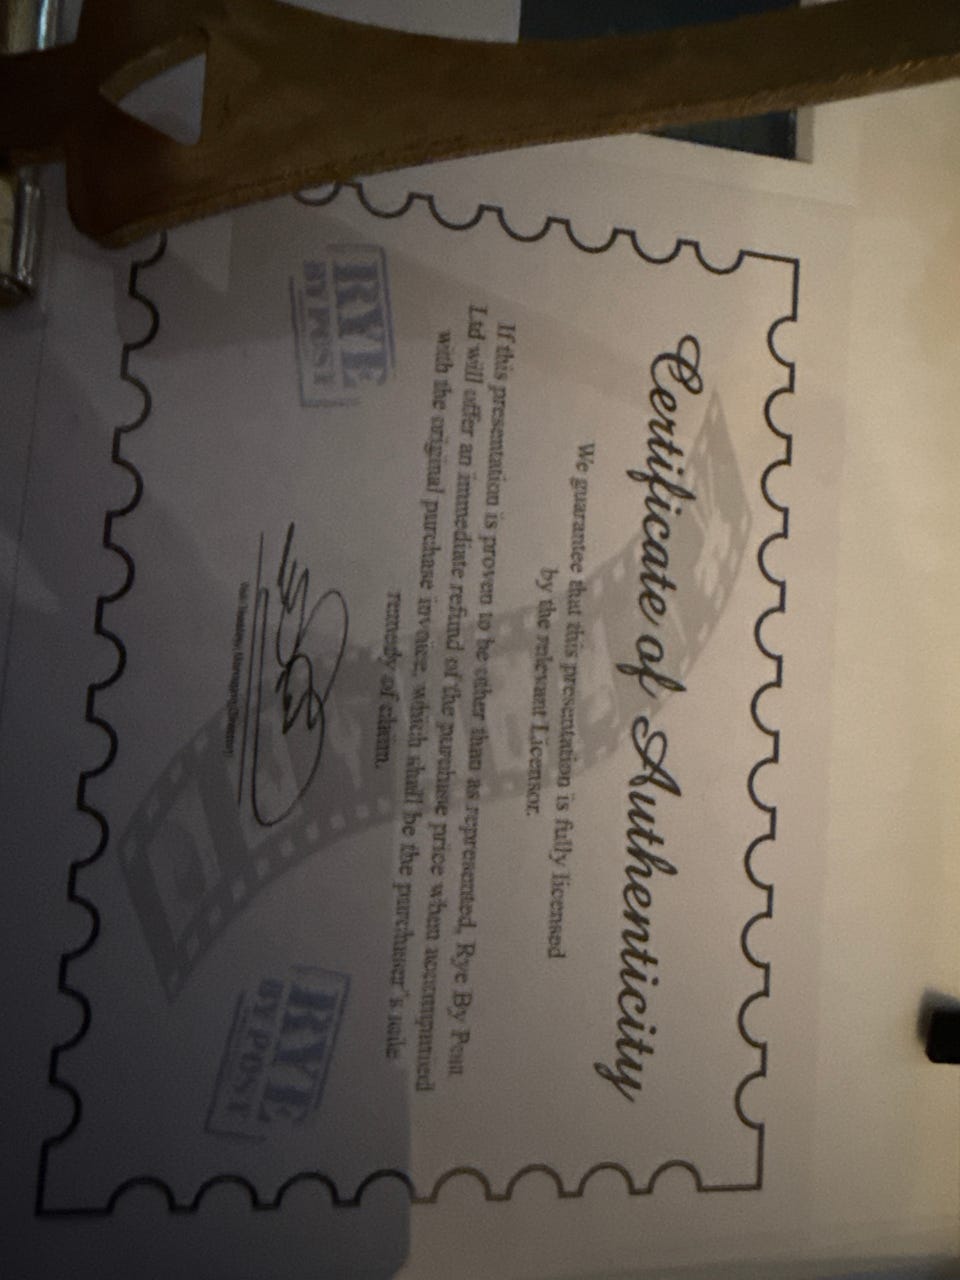 Certificate of Authenticity
We guarantee that this presentation is fully licensed
by the relevant Licensor.
If this presentation is proven to be other than as represented, Rye By Post
Ltd will offer an immediate refund of the purchase price when accompanied
with the original purchase invoice, which shall be the purchaser's sole
remedy of claim.
RYE
BY POST
Managing Director
RYE
BY POST